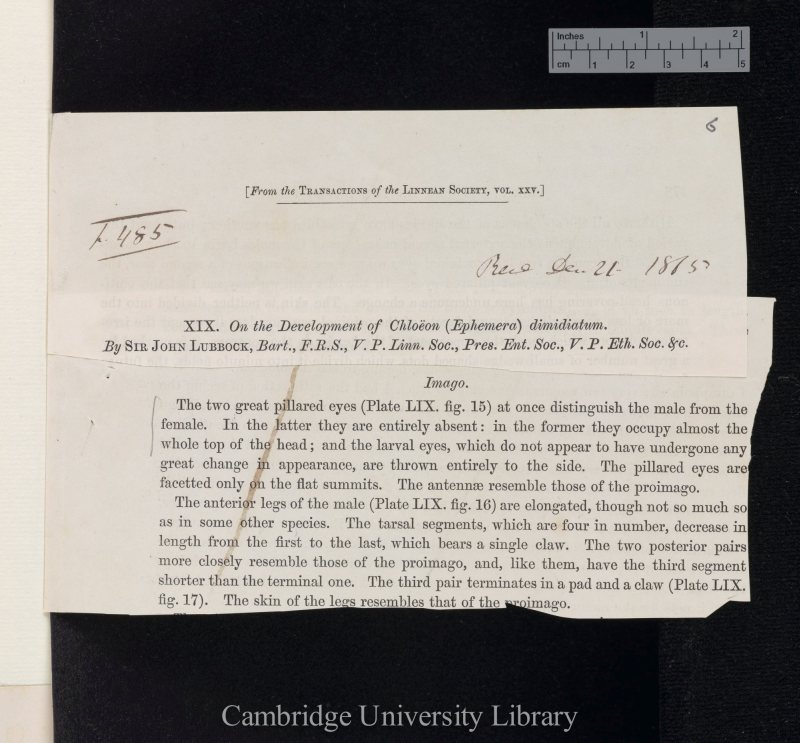 Inches 1 2
cm 1 2 3 4 5
6
[From the TRANSACTIONS of the LINNEAN SOCIETY, VOL. XXV.]
p. 485
Read Dec. 21. 1865
XIX. On the Development of Chloëon (Ephemera) dimidiatum.
By SIR JOHN LUBBOCK, Bart., F.R.S., V. P. Linn. Soc., Pres. Ent. Soc., V. P. Eth. Soc. &c.
Imago.
The two great pillared eyes (Plate LIX. fig. 15) at once distinguish the male from the
female. In the latter they are entirely absent: in the former they occupy almost the
whole top of the head; and the larval eyes, which do not appear to have undergone any
great change in appearance, are thrown entirely to the side. The pillared eyes are
facetted only on the flat summits. The antennæ resemble those of the proimago.
The anterior legs of the male (Plate LIX. fig. 16) are elongated, though not so much so
as in some other species. The tarsal segments, which are four in number, decrease in
length from the first to the last, which bears a single claw. The two posterior pairs
more closely resemble those of the proimago, and, like them, have the third segment
shorter than the terminal one. The third pair terminates in a pad and a claw (Plate LIX.
fig. 17). The skin of the legs resembles that of the proimago.
Cambridge University Library